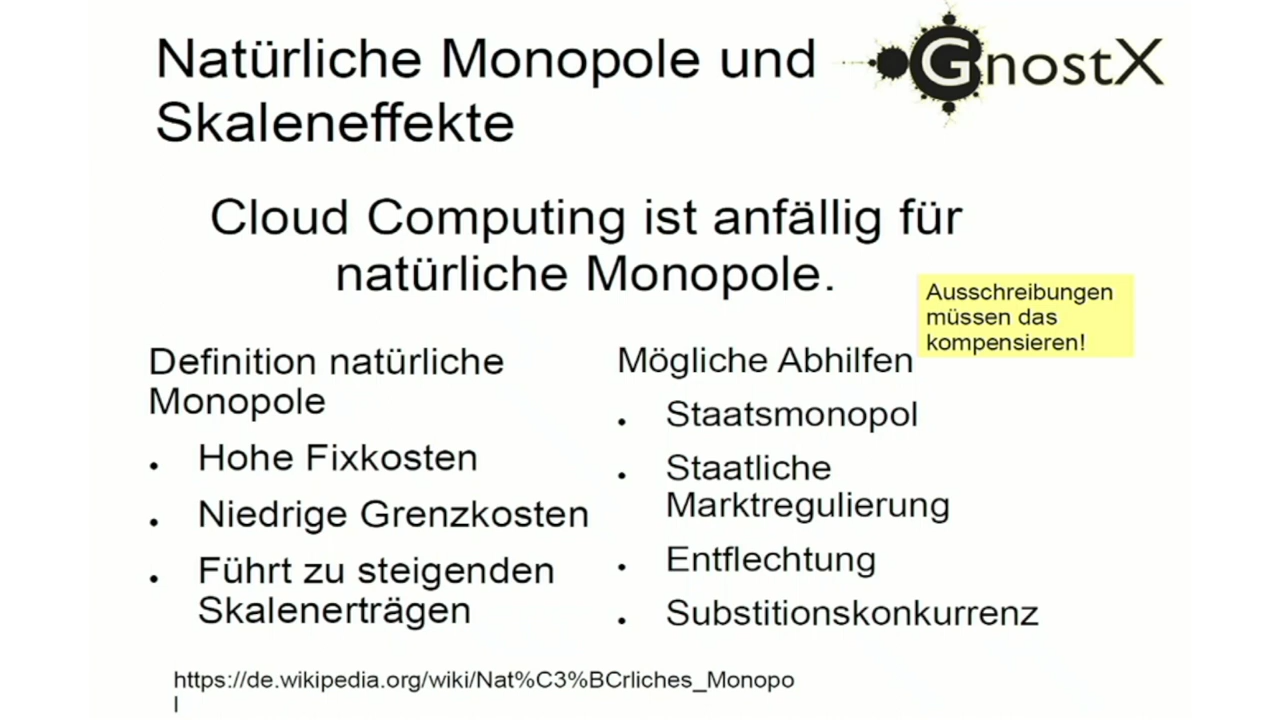 Natürliche Monopole und
Skaleneffekte
GnostX
Cloud Computing ist anfällig für
natürliche Monopole.
Ausschreibungen
müssen das
kompensieren!
Definition natürliche
Monopole
• Hohe Fixkosten
• Niedrige Grenzkosten
• Führt zu steigenden
Skalenerträgen
Mögliche Abhilfen
• Staatsmonopol
• Staatliche
Marktregulierung
• Entflechtung
• Substitionskonkurrenz
https://de.wikipedia.org/wiki/Nat%C3%BCrliches_Monopo
l